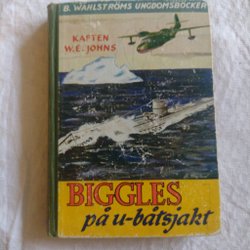 B. WAHLSTRÖMS UNGDOMSBÖCKER
KAPTEN
W. E. JOHNS
BIGGLES
på u-båtsjakt